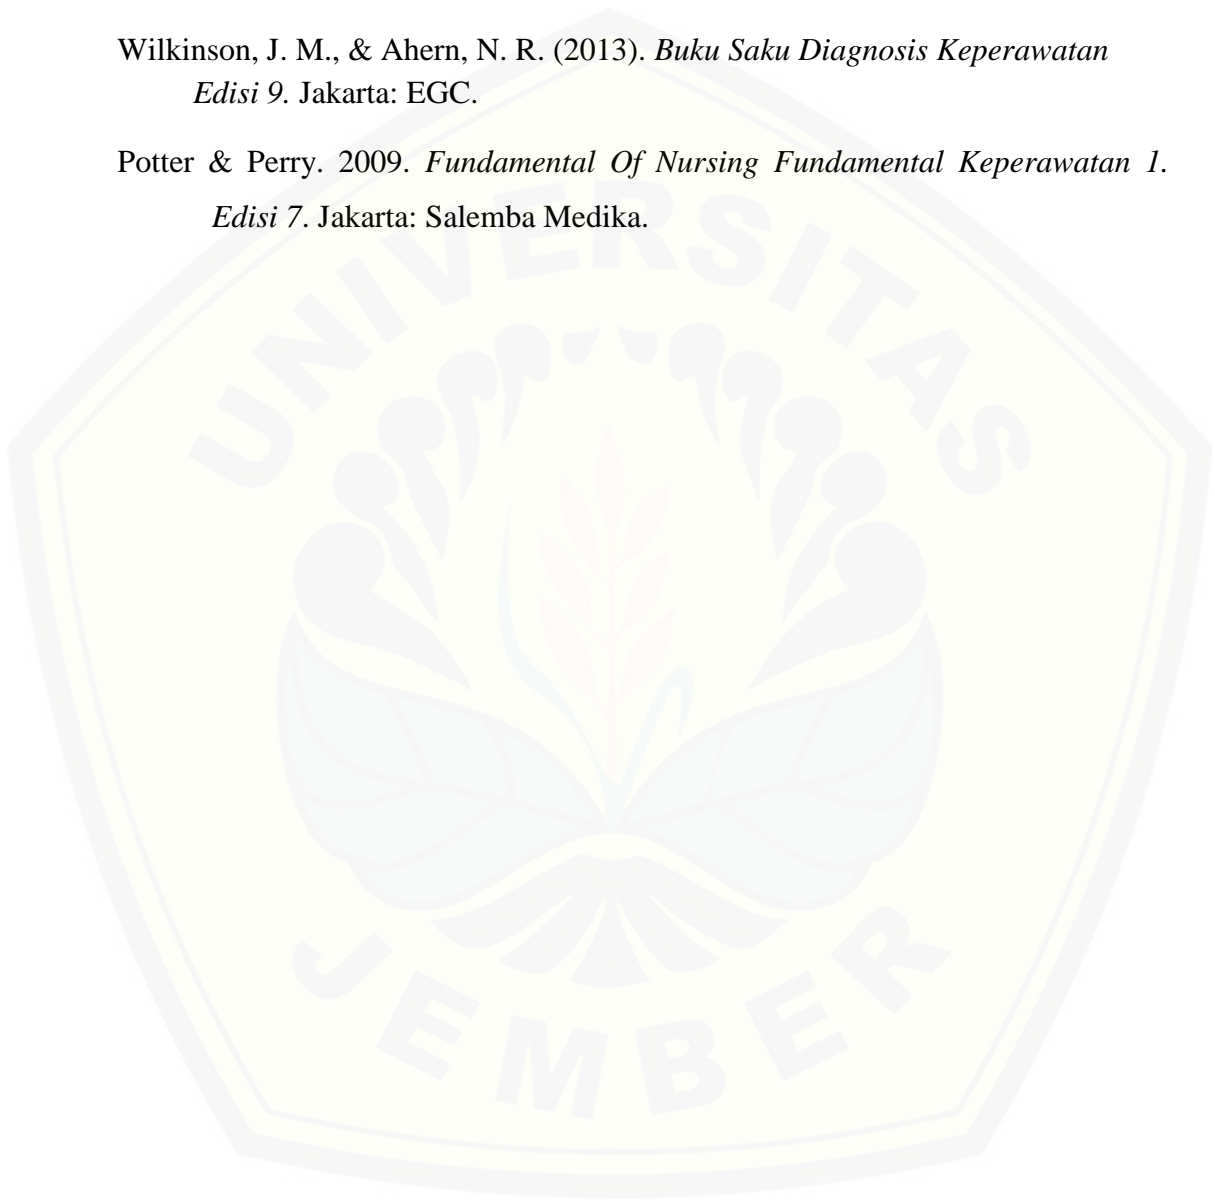 Wilkinson, J. M., & Ahern, N. R. (2013). Buku Saku Diagnosis Keperawatan
Edisi 9. Jakarta: EGC.
Potter & Perry. 2009. Fundamental Of Nursing Fundamental Keperawatan 1.
Edisi 7. Jakarta: Salemba Medika.
UNIVERSITAS
JEMBER